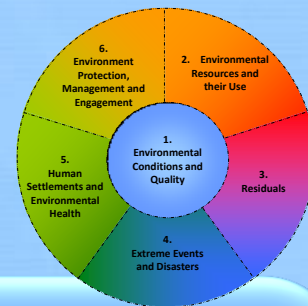 1.
Environmental
Conditions and
Quality
2. Environmental
Resources and
their Use
3.
Residuals
4.
Extreme Events
and Disasters
5.
Human
Settlements and
Environmental
Health
6.
Environment
Protection,
Management and
Engagement